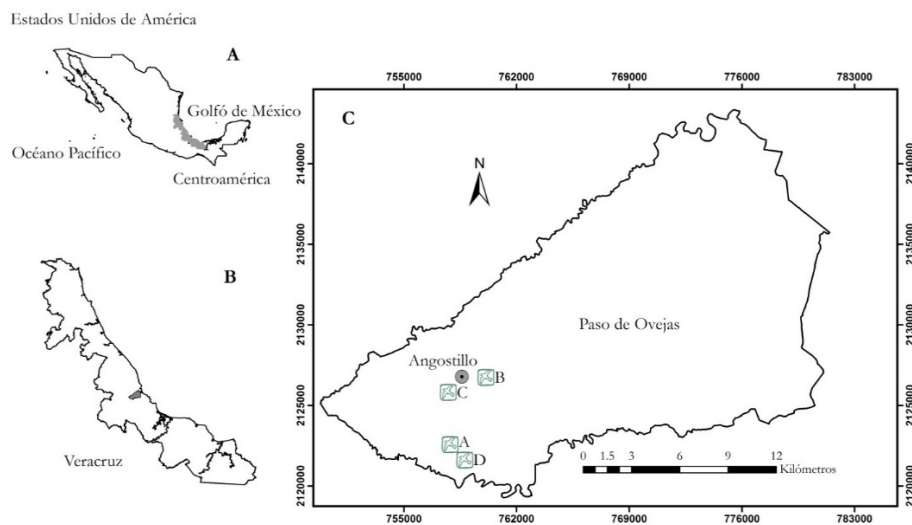 Estados Unidos de América
A
Golfó de México
Océano Pacífico
Centroamérica
B
Veracruz
C
755000 762000 769000 776000 783000
2140000 2140000
2135000 2135000
2130000 2130000
2125000 2125000
2120000 2120000
N
Paso de Ovejas
Angostillo
B
C
A
D
0 1.5 3 6 9 12
Kilómetros
755000 762000 769000 776000 783000